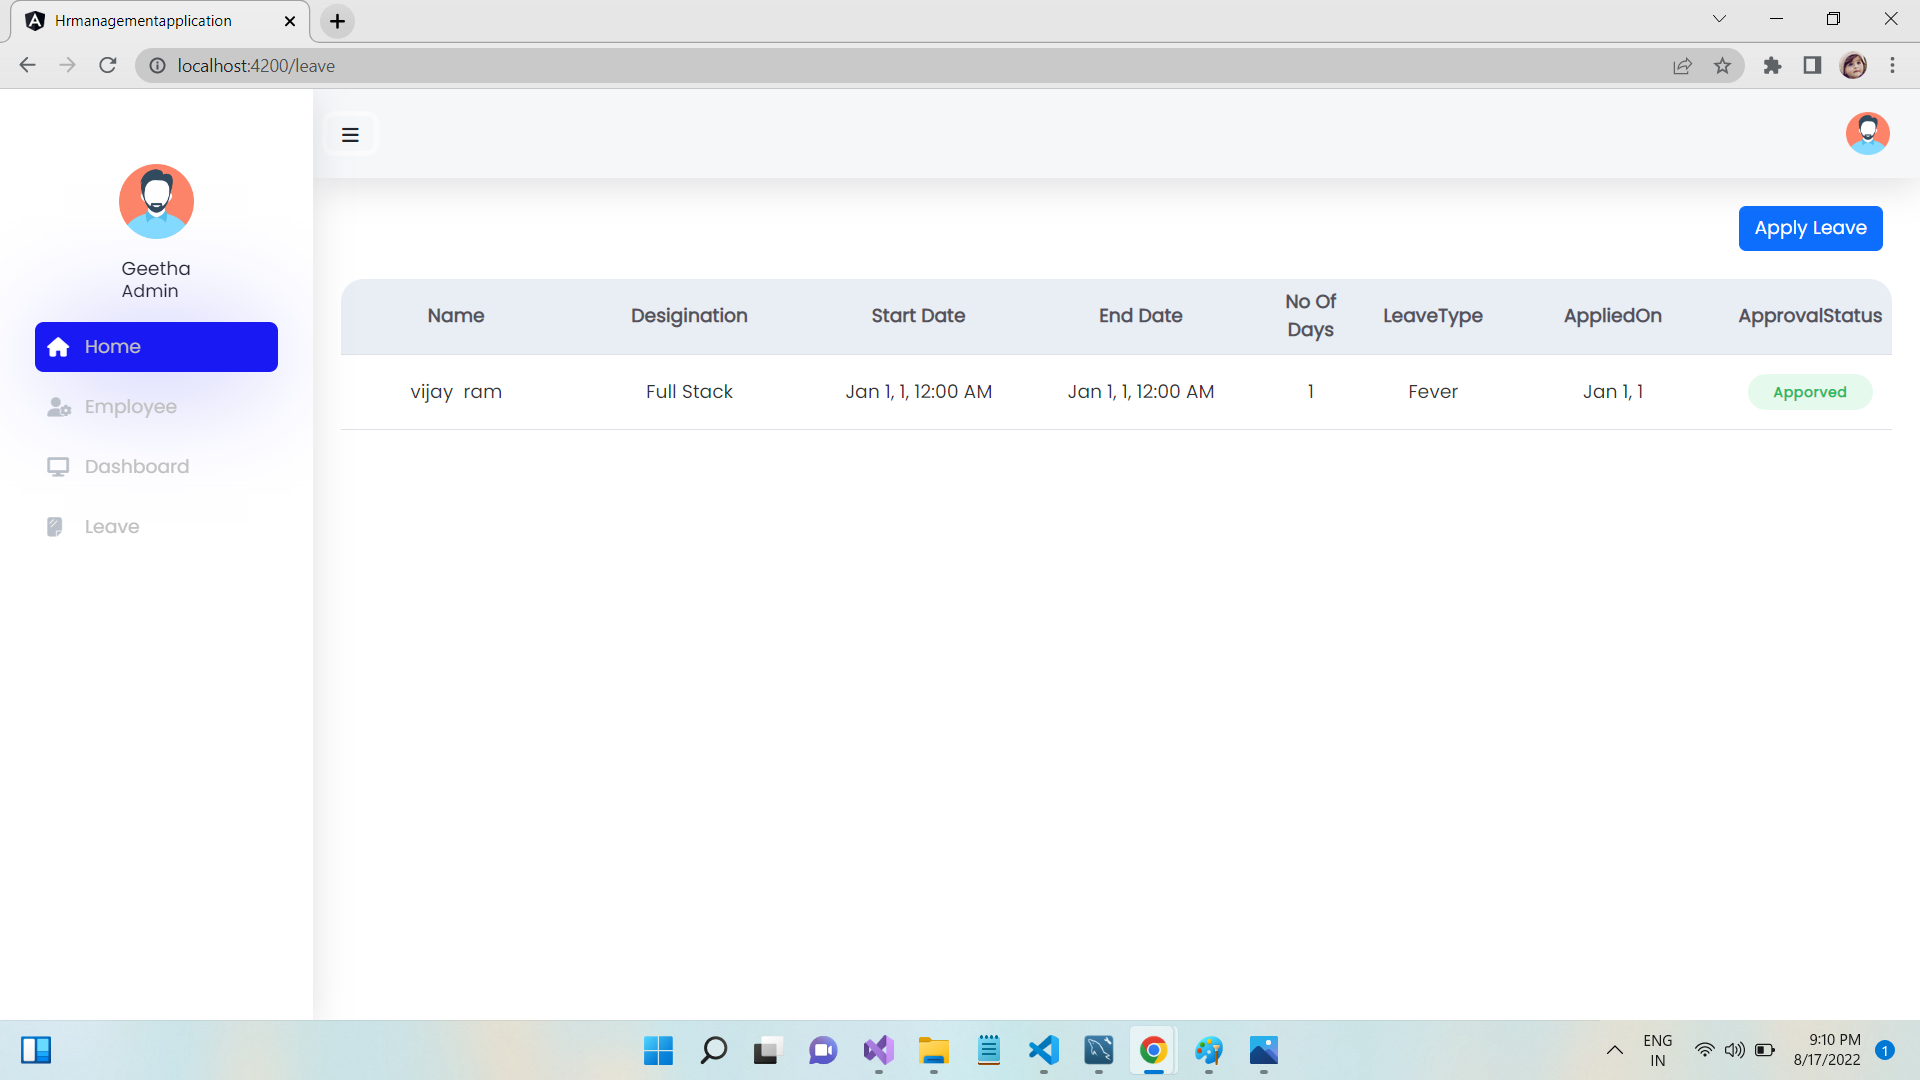 Hrmanagementapplication
localhost:4200/leave
Geetha
Admin
Home
Employee
Dashboard
Leave
Apply Leave
Name Desigination Start Date End Date No Of Days LeaveType AppliedOn ApprovalStatus
vijay ram Full Stack Jan 1, 1, 12:00 AM Jan 1, 1, 12:00 AM 1 Fever Jan 1, 1 Apporved
ENG
IN
9:10 PM
8/17/2022
1